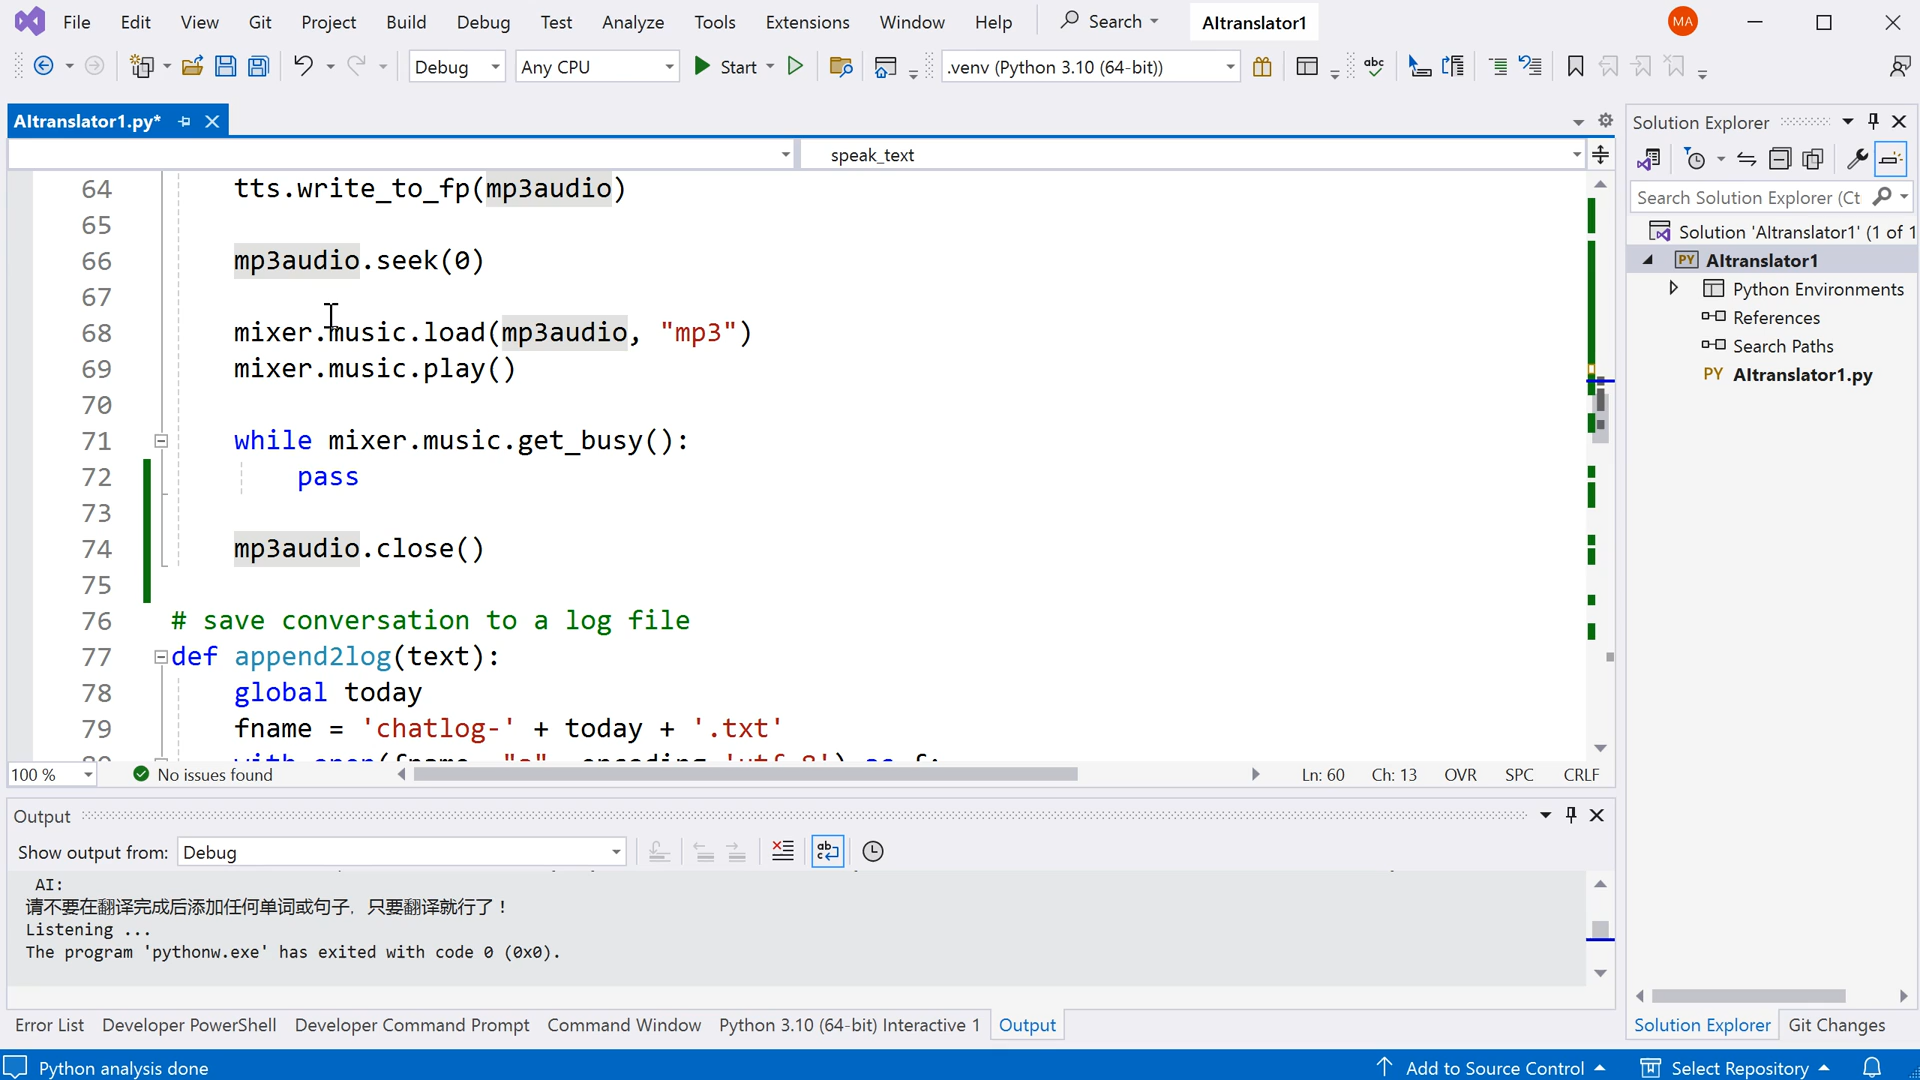 File Edit View Git Project Build Debug Test Analyze Tools Extensions Window Help Search AItranslator1 MA
Debug Any CPU Start .venv (Python 3.10 (64-bit)) abc
AItranslator1.py*
speak_text
64 tts.write_to_fp(mp3audio)
65
66 mp3audio.seek(0)
67
68 mixer.music.load(mp3audio, "mp3")
69 mixer.music.play()
70
71 while mixer.music.get_busy():
72 pass
73
74 mp3audio.close()
75
76 # save conversation to a log file
77 def append2log(text):
78 global today
79 fname = 'chatlog-' + today + '.txt'
100 % No issues found Ln: 60 Ch: 13 OVR SPC CRLF
Output
Show output from: Debug
AI:
请不要在翻译完成后添加任何单词或句子，只要翻译就行了！
Listening ...
The program 'pythonw.exe' has exited with code 0 (0x0).
Error List Developer PowerShell Developer Command Prompt Command Window Python 3.10 (64-bit) Interactive 1 Output
Solution Explorer
Search Solution Explorer (Ct
Solution 'AItranslator1' (1 of 1
PY AItranslator1
Python Environments
References
Search Paths
PY AItranslator1.py
Solution Explorer Git Changes
Python analysis done Add to Source Control Select Repository